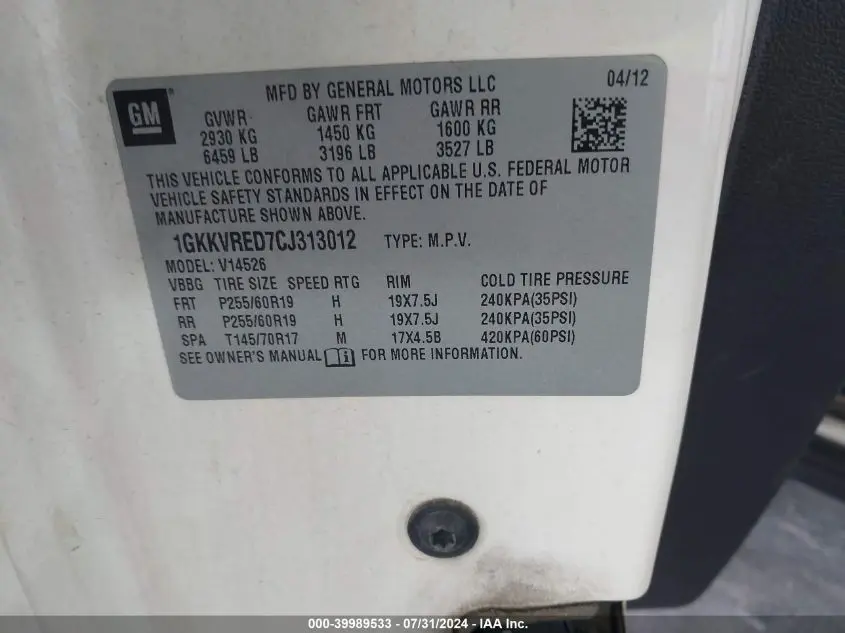 MFD BY GENERAL MOTORS LLC 04/12
GM®
GVWR GAWR FRT GAWR RR
2930 KG 1450 KG 1600 KG
6459 LB 3196 LB 3527 LB
THIS VEHICLE CONFORMS TO ALL APPLICABLE U.S. FEDERAL MOTOR
VEHICLE SAFETY STANDARDS IN EFFECT ON THE DATE OF
MANUFACTURE SHOWN ABOVE.
1GKKVRED7CJ313012 TYPE: M.P.V.
MODEL: V14526
VBBG TIRE SIZE SPEED RTG RIM COLD TIRE PRESSURE
FRT P255/60R19 H 19X7.5J 240KPA(35PSI)
RR P255/60R19 H 19X7.5J 240KPA(35PSI)
SPA T145/70R17 M 17X4.5B 420KPA(60PSI)
SEE OWNER'S MANUAL FOR MORE INFORMATION.
000-39989533 - 07/31/2024 - © IAA, Inc.